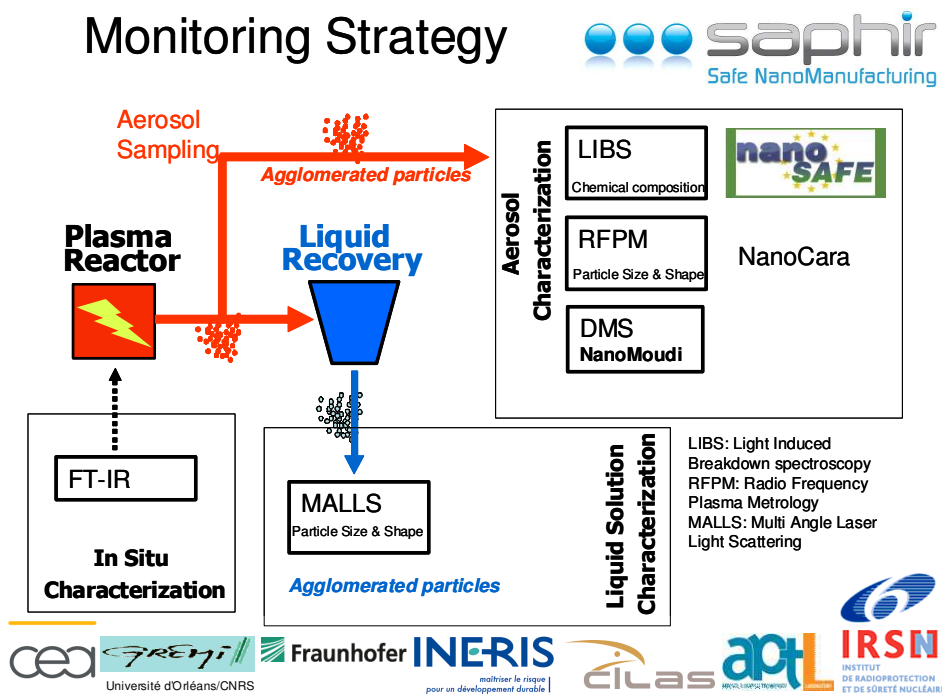 Monitoring Strategy
saphir
Safe NanoManufacturing
Aerosol
Sampling
Agglomerated particles
Plasma
Reactor
Liquid
Recovery
Aerosol
Characterization
LIBS
Chemical composition
nano
SAFE
RFPM
Particle Size & Shape
NanoCara
DMS
NanoMoudi
FT-IR
In Situ
Characterization
MALLS
Particle Size & Shape
Agglomerated particles
Liquid Solution
Characterization
LIBS: Light Induced
Breakdown spectroscopy
RFPM: Radio Frequency
Plasma Metrology
MALLS: Multi Angle Laser
Light Scattering
cea
GREMI
Université d'Orléans/CNRS
Fraunhofer
INERIS
maîtriser le risque
pour un développement durable
CILAS
aptL
IRSN
INSTITUT
DE RADIOPROTECTION
ET DE SÛRETÉ NUCLÉAIRE